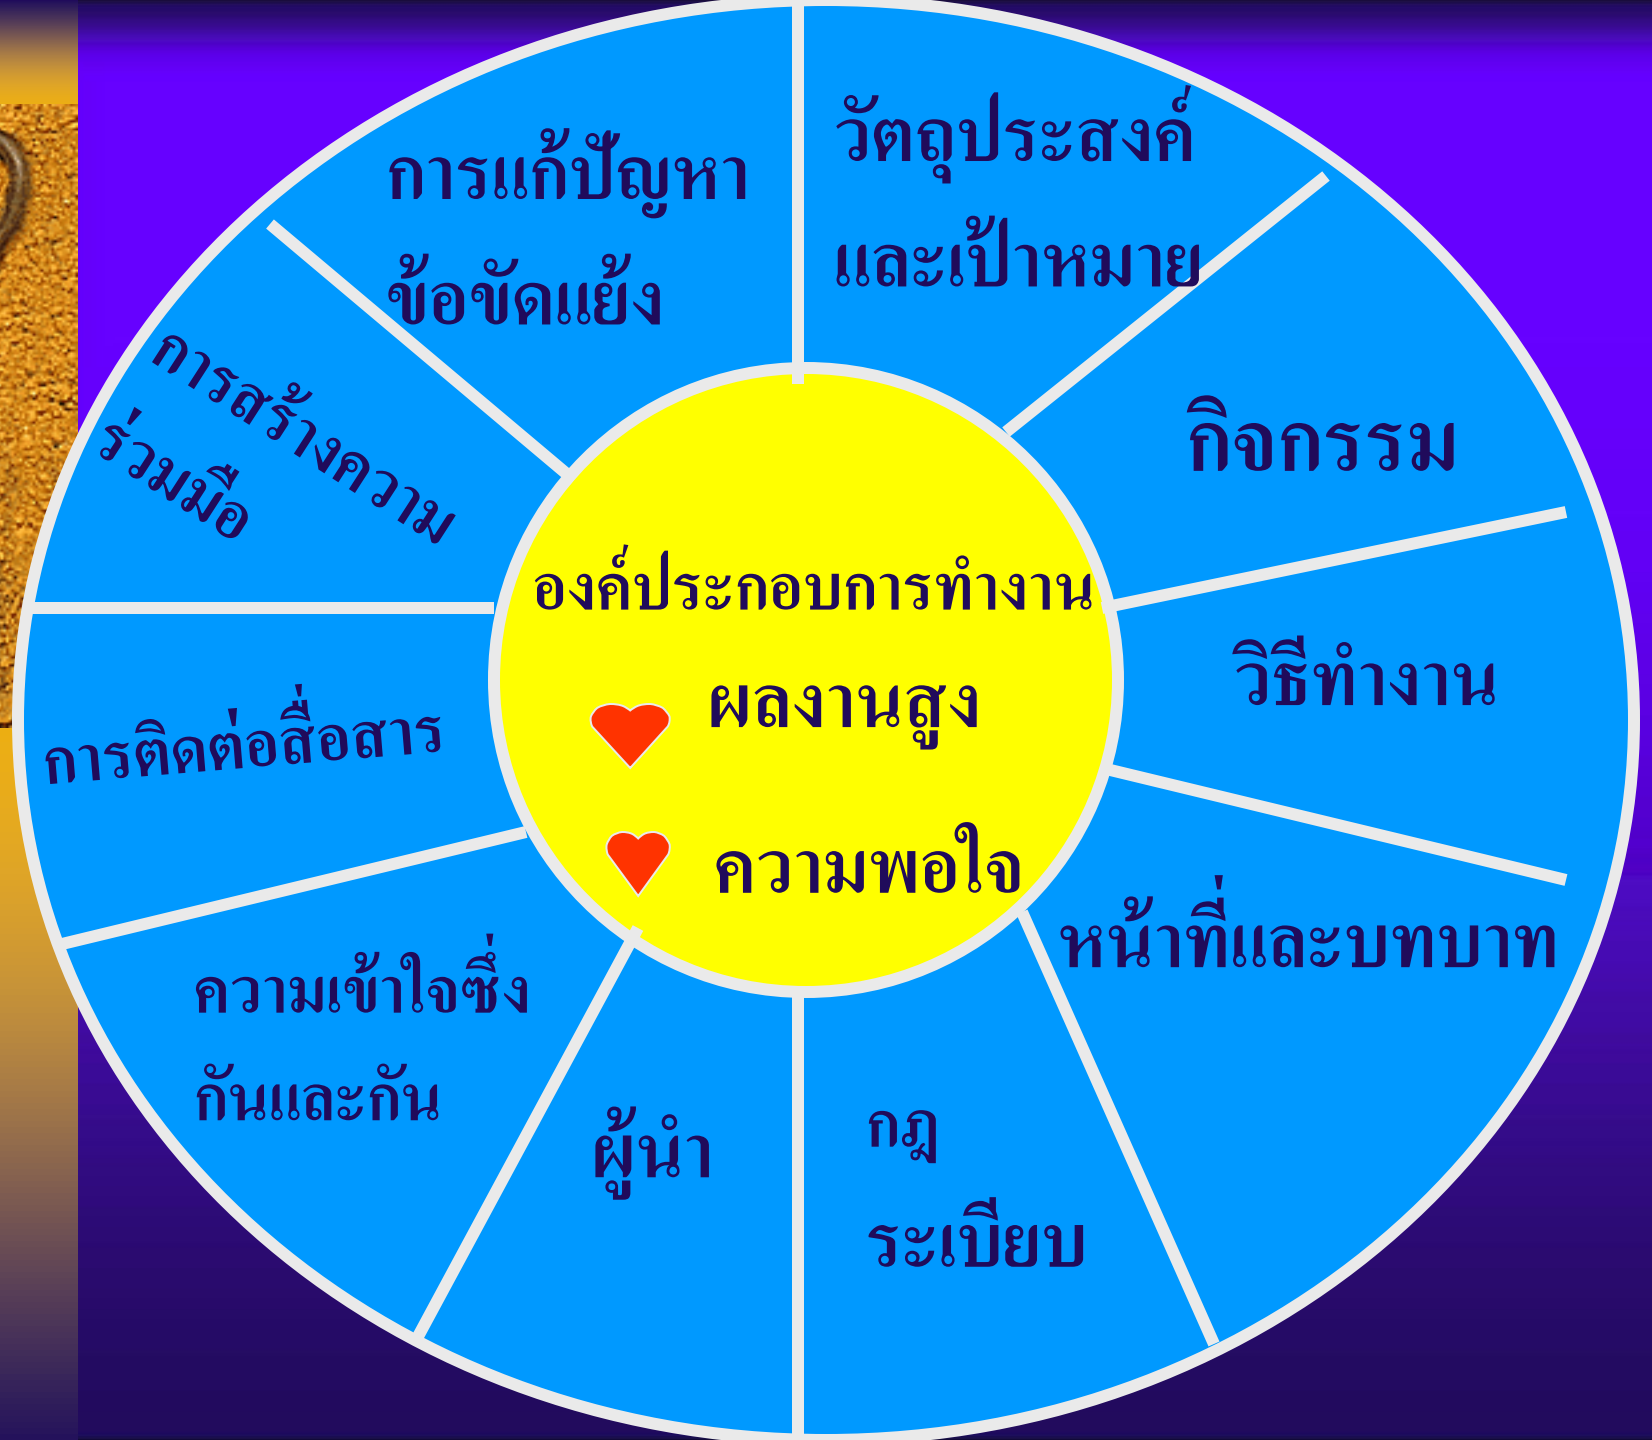 วัตถุประสงค์
และเป้าหมาย
กิจกรรม
วิธีทำงาน
หน้าที่และบทบาท
กฎ
ระเบียบ
ผู้นำ
ความเข้าใจซึ่ง
กันและกัน
การติดต่อสื่อสาร
การสร้างความ
ร่วมมือ
การแก้ปัญหา
ข้อขัดแย้ง
องค์ประกอบการทำงาน
ผลงานสูง
ความพอใจ